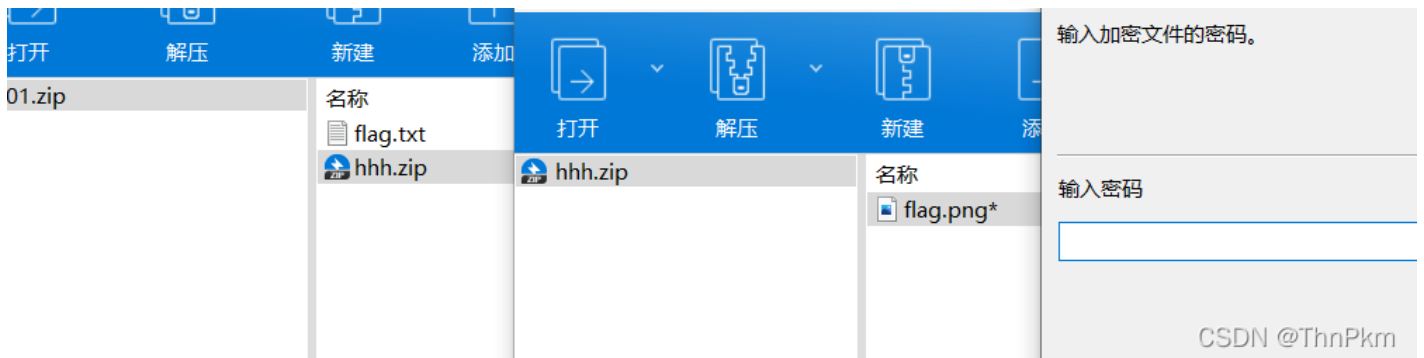 打开 解压 新建 添加
01.zip
名称
flag.txt
hhh.zip
打开 解压 新建 添
hhh.zip
名称
flag.png*
输入加密文件的密码。
输入密码
CSDN @ThnPkm